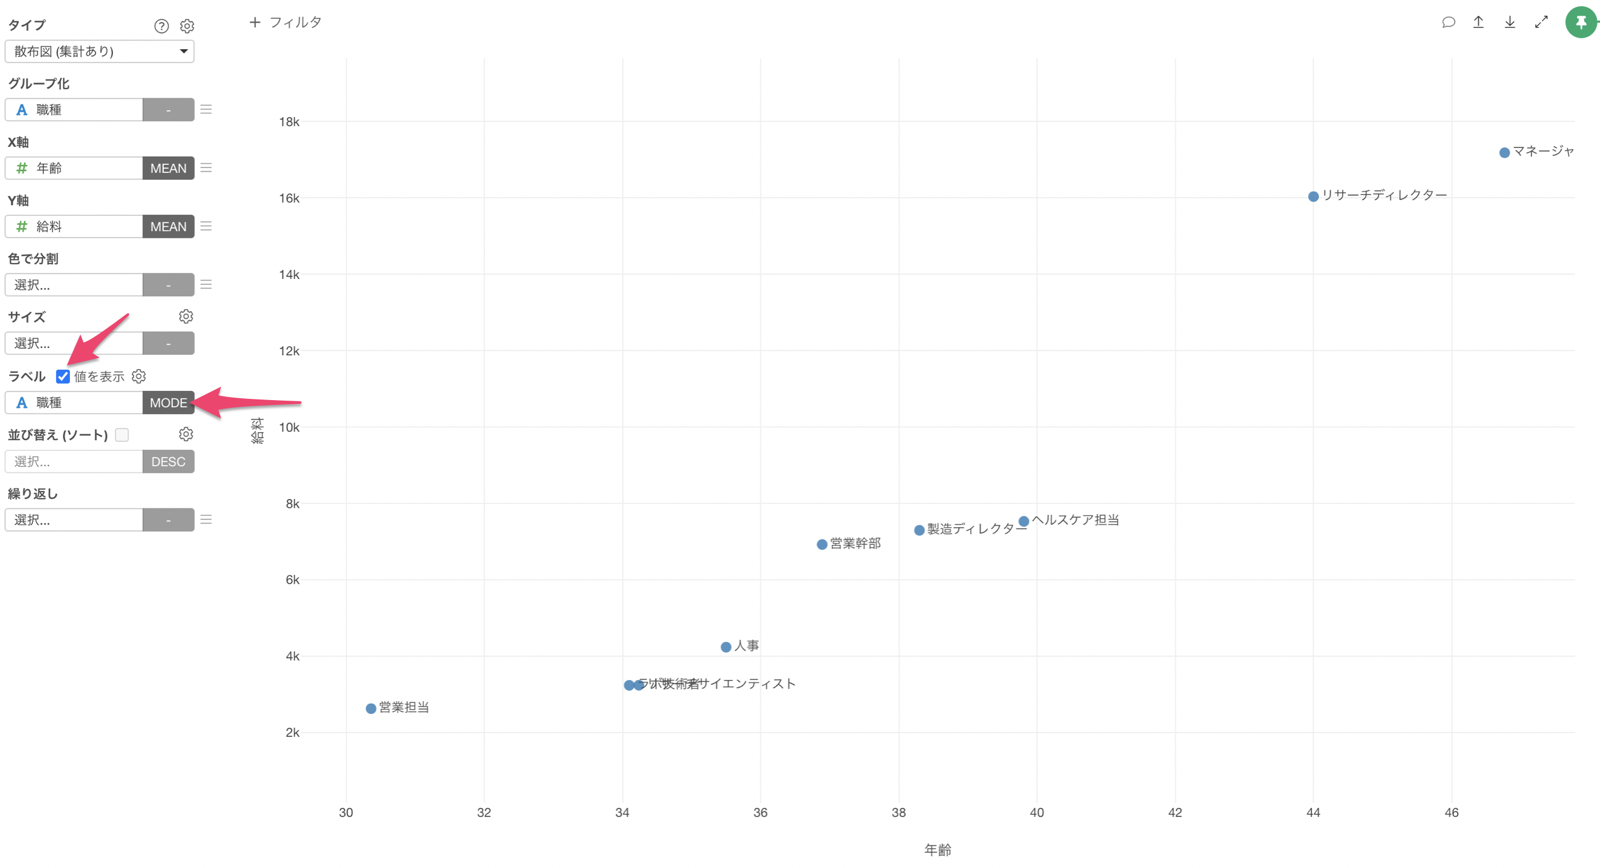 タイプ
散布図 (集計あり)
グループ化
A 職種 -
X軸
# 年齢 MEAN
Y軸
# 給料 MEAN
色で分割
選択... -
サイズ
選択... -
ラベル 値を表示
A 職種 MODE
並び替え (ソート)
選択... DESC
繰り返し
選択... -
+ フィルタ
18k
16k
14k
12k
10k
8k
6k
4k
2k
給料
マネージャ
リサーチディレクター
ヘルスケア担当
製造ディレクター
営業幹部
人事
サイエンティスト
営業担当
30 32 34 36 38 40 42 44 46
年齢